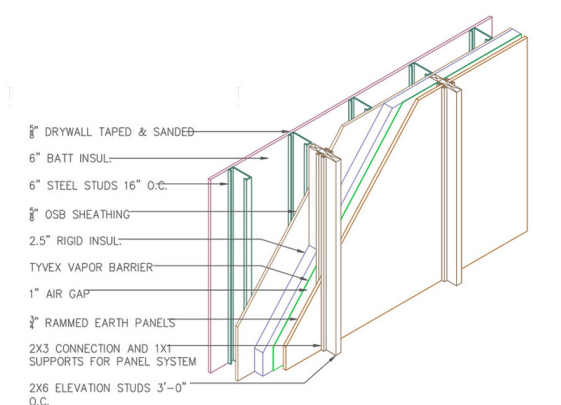 ⅝" DRYWALL TAPED & SANDED
6" BATT INSUL.
6" STEEL STUDS 16" O.C.
⅝" OSB SHEATHING
2.5" RIGID INSUL.
TYVEX VAPOR BARRIER
1" AIR GAP
¾" RAMMED EARTH PANELS
2X3 CONNECTION AND 1X1
SUPPORTS FOR PANEL SYSTEM
2X6 ELEVATION STUDS 3'-0"
O.C.